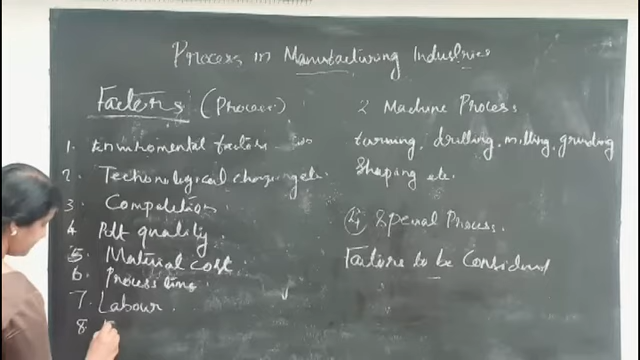 Process in Manufacturing Industries
Factors (Process)
1. Environmental factors
2. Techonological changing etc.
3. Competition.
4. Pdt quality.
5. Material cost.
6. Process time.
7. Labour.
8.
2 Machine Process.
turning, drilling, milling, grinding
Shaping etc.
4 Special Process.
Factors to be Considered